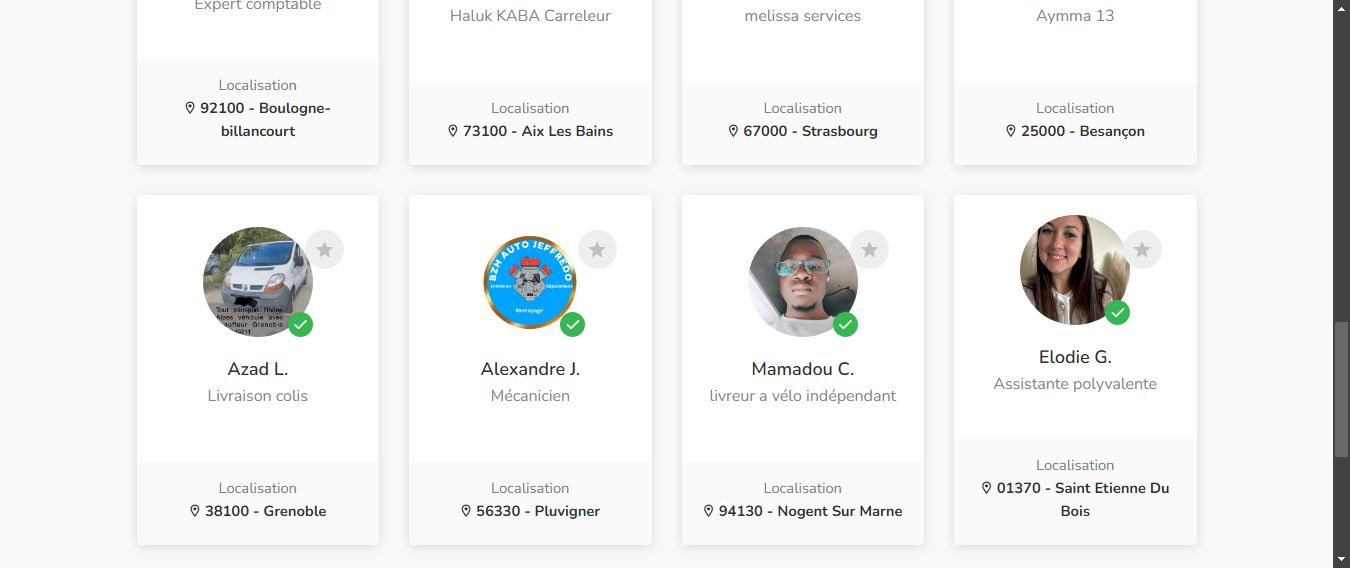 Expert comptable
Haluk KABA Carreleur
melissa services
Aymma 13
Localisation
92100 - Boulogne-
billancourt
Localisation
73100 - Aix Les Bains
Localisation
67000 - Strasbourg
Localisation
25000 - Besançon
Tout transport Rhône
Alpes véhicule avec
Grenoble
Azad L.
Livraison colis
Localisation
38100 - Grenoble
BZH AUTO JEFFREDO
Entretien
Réparations
Nettoyage
Alexandre J.
Mécanicien
Localisation
56330 - Pluvigner
Mamadou C.
livreur a vélo indépendant
Localisation
94130 - Nogent Sur Marne
Elodie G.
Assistante polyvalente
Localisation
01370 - Saint Etienne Du
Bois